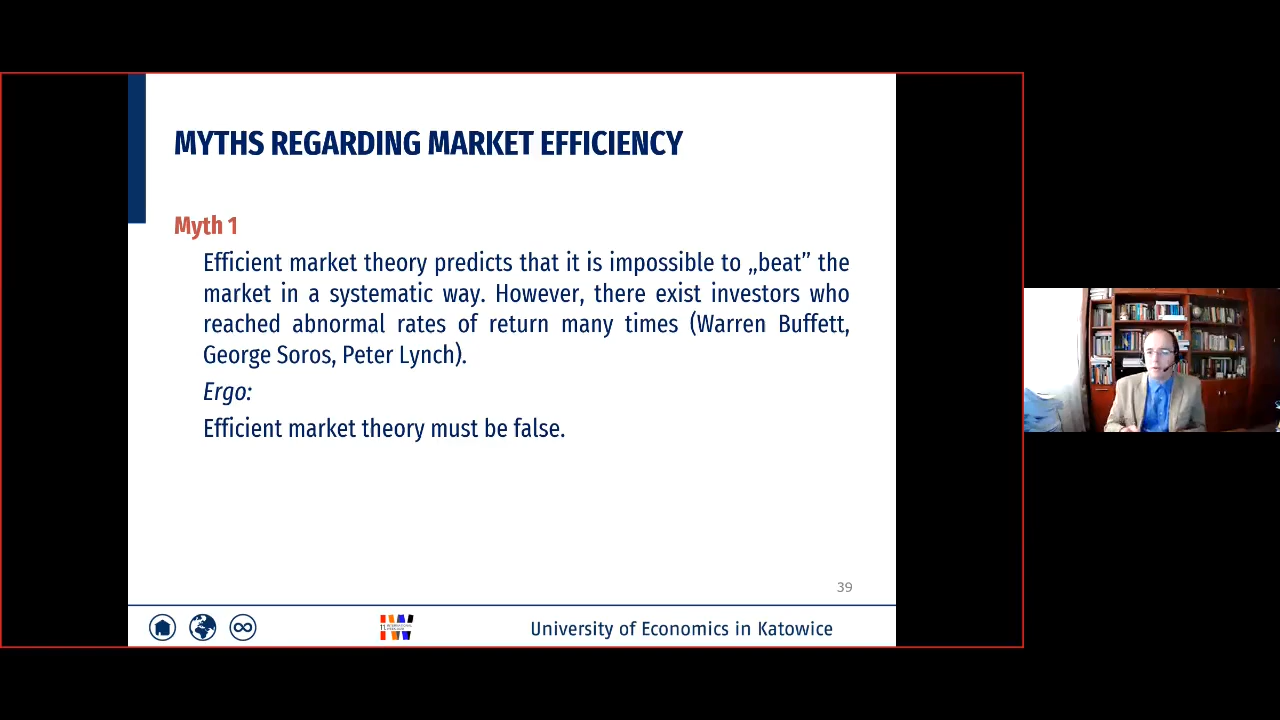 MYTHS REGARDING MARKET EFFICIENCY
Myth 1
Efficient market theory predicts that it is impossible to „beat” the
market in a systematic way. However, there exist investors who
reached abnormal rates of return many times (Warren Buffett,
George Soros, Peter Lynch).
Ergo:
Efficient market theory must be false.
39
University of Economics in Katowice